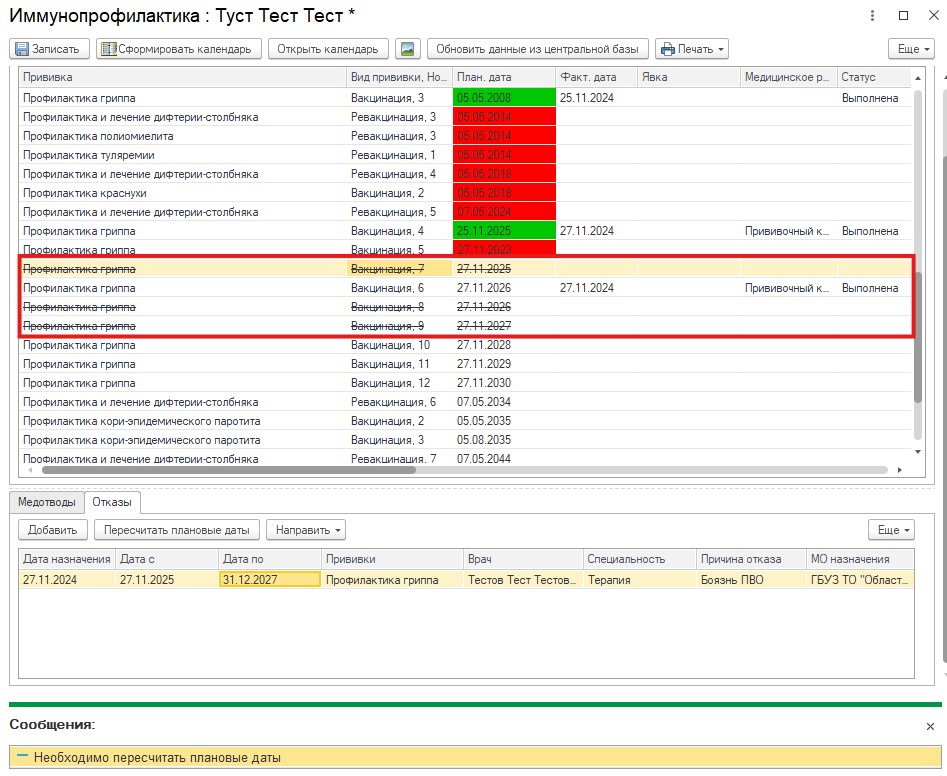 Иммунопрофилактика : Туст Тест Тест *
Записать Сформировать календарь Открыть календарь Обновить данные из центральной базы Печать Еще
Прививка Вид прививки, Но... План. дата Факт. дата Явка Медицинское р... Статус
Профилактика гриппа Вакцинация, 3 05.05.2008 25.11.2024 Выполнена
Профилактика и лечение дифтерии-столбняка Ревакцинация, 3 05.05.2014
Профилактика полиомиелита Ревакцинация, 3 05.05.2014
Профилактика туляремии Ревакцинация, 1 05.05.2014
Профилактика и лечение дифтерии-столбняка Ревакцинация, 4 05.05.2018
Профилактика краснухи Вакцинация, 2 05.05.2018
Профилактика и лечение дифтерии-столбняка Ревакцинация, 5 07.05.2024
Профилактика гриппа Вакцинация, 4 25.11.2025 27.11.2024 Прививочный к... Выполнена
Профилактика гриппа Вакцинация, 5 27.11.2023
Профилактика гриппа Вакцинация, 7 27.11.2025
Профилактика гриппа Вакцинация, 6 27.11.2026 27.11.2024 Прививочный к... Выполнена
Профилактика гриппа Вакцинация, 8 27.11.2026
Профилактика гриппа Вакцинация, 9 27.11.2027
Профилактика гриппа Вакцинация, 10 27.11.2028
Профилактика гриппа Вакцинация, 11 27.11.2029
Профилактика гриппа Вакцинация, 12 27.11.2030
Профилактика и лечение дифтерии-столбняка Ревакцинация, 6 07.05.2034
Профилактика кори-эпидемического паротита Вакцинация, 2 05.05.2035
Профилактика кори-эпидемического паротита Вакцинация, 3 05.08.2035
Профилактика и лечение дифтерии-столбняка Ревакцинация, 7 07.05.2044
Медотводы Отказы
Добавить Пересчитать плановые даты Направить Еще
Дата назначения Дата с Дата по Прививки Врач Специальность Причина отказа МО назначения
27.11.2024 27.11.2025 31.12.2027 Профилактика гриппа Тестов Тест Тестов... Терапия Боязнь ПВО ГБУЗ ТО "Област...
Сообщения:
Необходимо пересчитать плановые даты